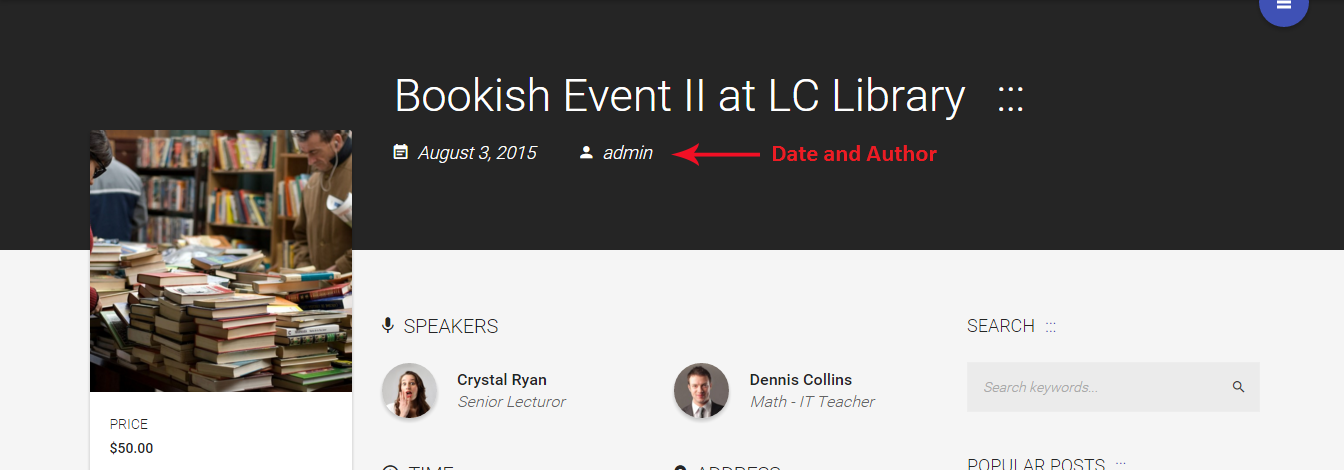 Bookish Event II at LC Library :::
August 3, 2015 admin Date and Author
SPEAKERS
Crystal Ryan
Senior Lecturor
Dennis Collins
Math - IT Teacher
SEARCH :::
Search keywords...
PRICE
$50.00
TIME
ADDRESS
POPULAR POSTS :::